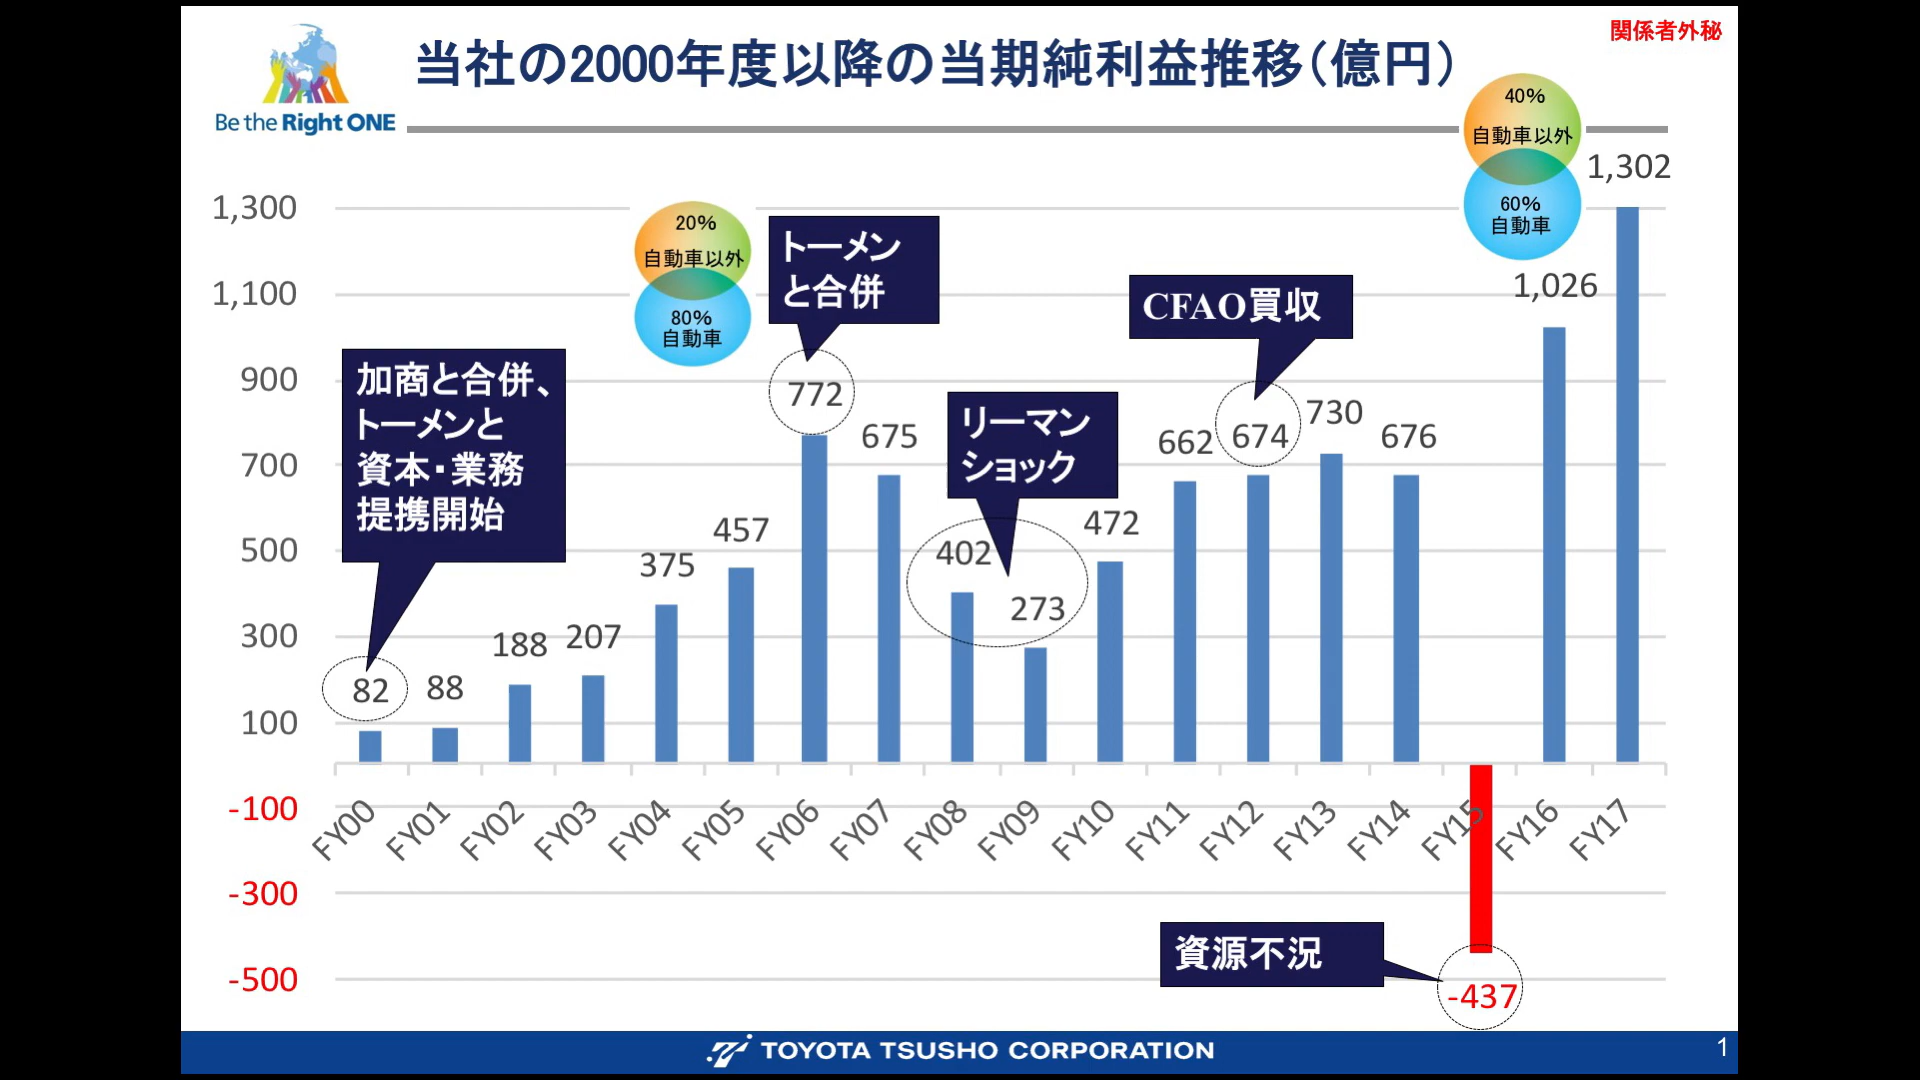 関係者外秘
当社の2000年度以降の当期純利益推移(億円)
Be the Right ONE
40%
自動車以外
60%
自動車
20%
自動車以外
80%
自動車
トーメン
と合併
CFAO買収
加商と合併、
トーメンと
資本・業務
提携開始
リーマン
ショック
資源不況
1,300
1,100
900
700
500
300
100
-100
-300
-500
82
88
188
207
375
457
772
675
402
273
472
662
674
730
676
-437
1,026
1,302
FY00
FY01
FY02
FY03
FY04
FY05
FY06
FY07
FY08
FY09
FY10
FY11
FY12
FY13
FY14
FY15
FY16
FY17
TOYOTA TSUSHO CORPORATION
1